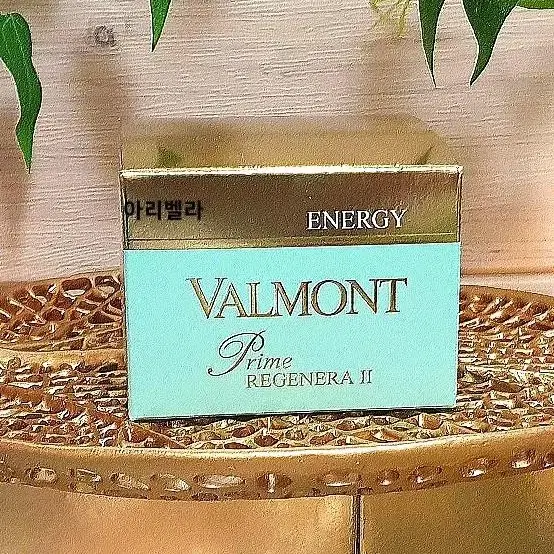 아리벨라
ENERGY
VALMONT
Prime
REGENERA II